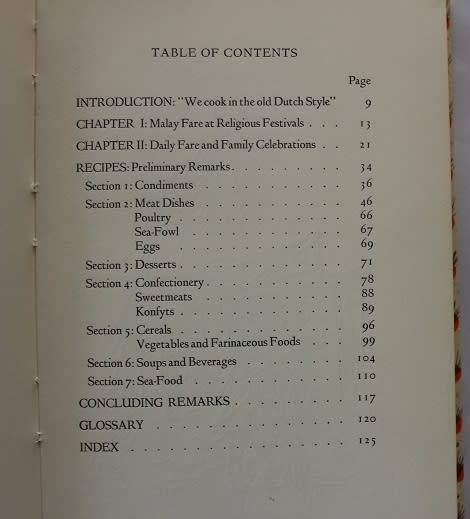 TABLE OF CONTENTS
Page
INTRODUCTION: "We cook in the old Dutch Style" 9
CHAPTER I: Malay Fare at Religious Festivals . . . 13
CHAPTER II: Daily Fare and Family Celebrations . . 21
RECIPES: Preliminary Remarks . . . . . . . . 34
Section 1: Condiments . . . . . . . . . . 36
Section 2: Meat Dishes . . . . . . . . . . 46
Poultry . . . . . . . . . . . . 66
Sea-Fowl . . . . . . . . . . . 67
Eggs . . . . . . . . . . . . 69
Section 3: Desserts . . . . . . . . . . . . 71
Section 4: Confectionery . . . . . . . . . . 78
Sweetmeats . . . . . . . . . . 88
Konfyts . . . . . . . . . . . 89
Section 5: Cereals . . . . . . . . . . . . 96
Vegetables and Farinaceous Foods . . . 99
Section 6: Soups and Beverages . . . . . . . 104
Section 7: Sea-Food . . . . . . . . . . . 110
CONCLUDING REMARKS . . . . . . . . . 117
GLOSSARY . . . . . . . . . . . . . 120
INDEX . . . . . . . . . . . . . . 125